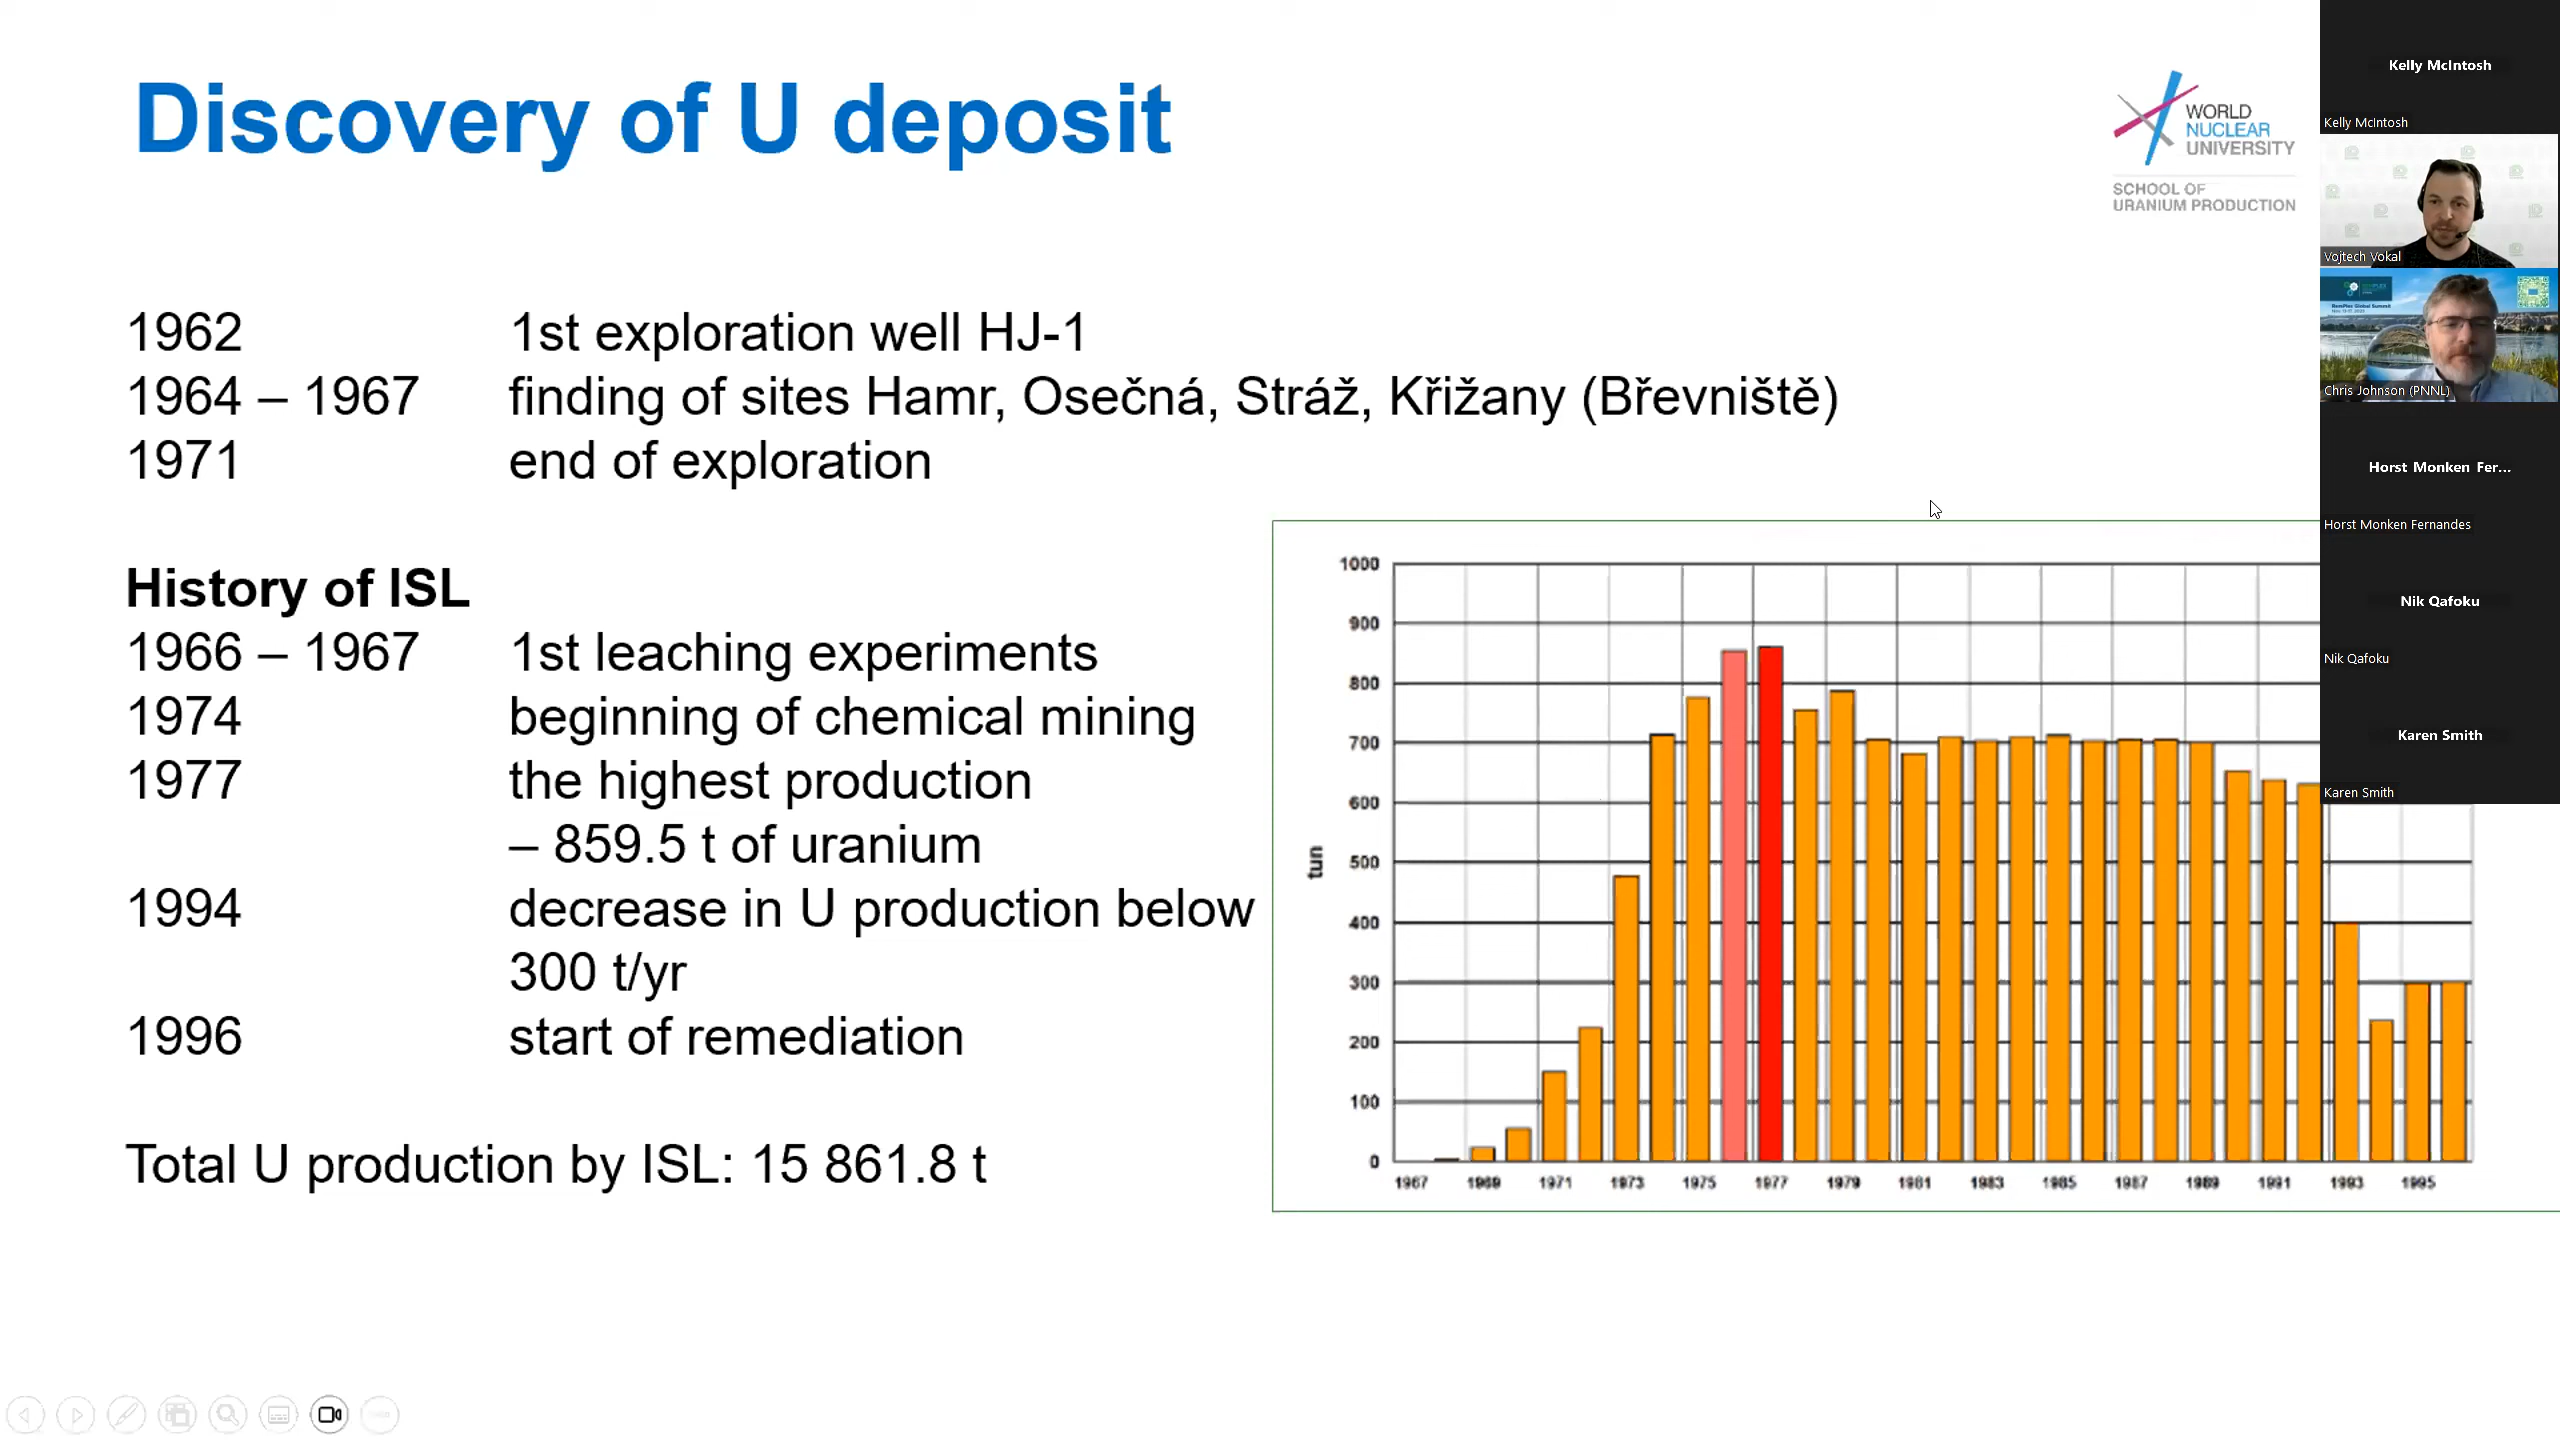 Discovery of U deposit
WORLD
NUCLEAR
UNIVERSITY
SCHOOL OF
URANIUM PRODUCTION
1962 1st exploration well HJ-1
1964 – 1967 finding of sites Hamr, Osečná, Stráž, Křižany (Břevniště)
1971 end of exploration
History of ISL
1966 – 1967 1st leaching experiments
1974 beginning of chemical mining
1977 the highest production
– 859.5 t of uranium
1994 decrease in U production below
300 t/yr
1996 start of remediation
Total U production by ISL: 15 861.8 t
1000
900
800
700
600
500
400
300
200
100
0
tun
1967 1969 1971 1973 1975 1977 1979 1981 1983 1985 1987 1989 1991 1993 1995
Kelly McIntosh
Kelly McIntosh
Vojtech Vokal
RemPlex Global Summit
Chris Johnson (PNNL)
Horst Monken Fer...
Horst Monken Fernandes
Nik Qafoku
Nik Qafoku
Karen Smith
Karen Smith